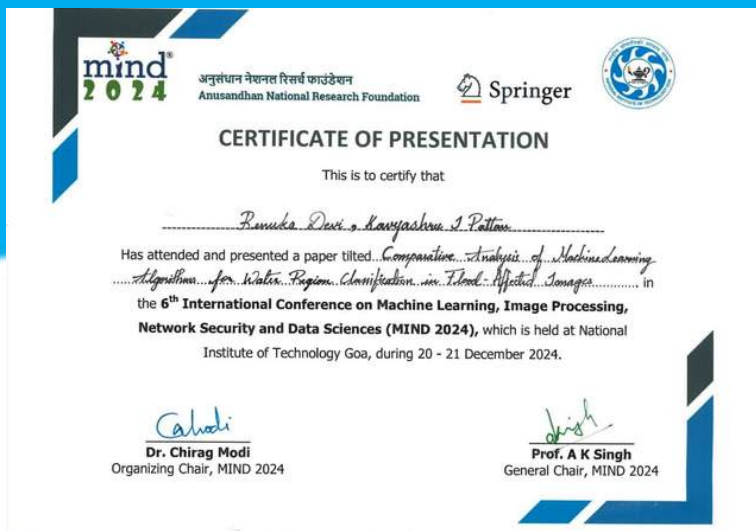 mind®
2024
अनुसंधान नेशनल रिसर्च फाउंडेशन
Anusandhan National Research Foundation
Springer
CERTIFICATE OF PRESENTATION
This is to certify that
Renuka Devi, Kavyashree I Pattan
Has attended and presented a paper tilted Comparative Analysis of Machine Learning
Algorithms for Water Region Classification in Flood-Affected Images in
the 6th International Conference on Machine Learning, Image Processing,
Network Security and Data Sciences (MIND 2024), which is held at National
Institute of Technology Goa, during 20 - 21 December 2024.
Dr. Chirag Modi
Organizing Chair, MIND 2024
Prof. A K Singh
General Chair, MIND 2024